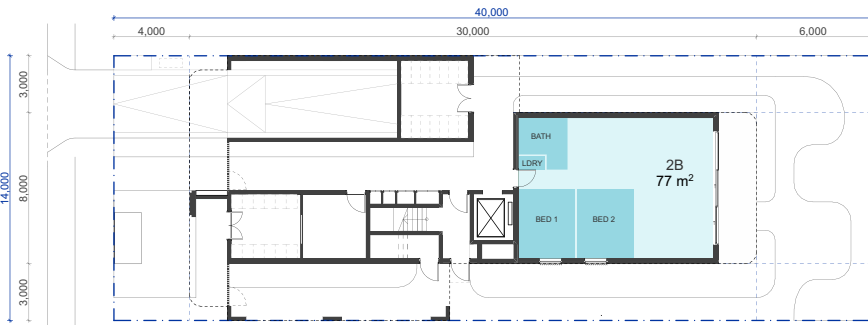 40,000
4,000
30,000
6,000
3,000
14,000
8,000
3,000
BATH
LDRY
2B
77 m²
BED 1
BED 2